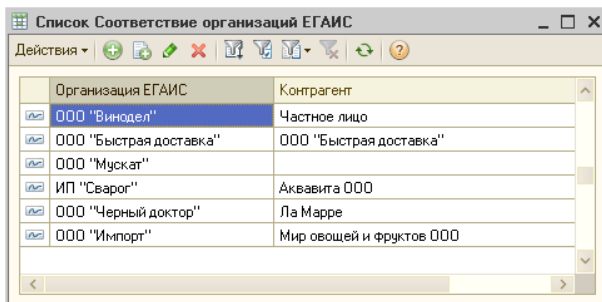 Список Соответствие организаций ЕГАИС
Действия
Организация ЕГАИС Контрагент
ООО "Винодел" Частное лицо
ООО "Быстрая доставка" ООО "Быстрая доставка"
ООО "Мускат"
ИП "Сварог" Аквавита ООО
ООО "Черный доктор" Ла Марре
ООО "Импорт" Мир овощей и фруктов ООО